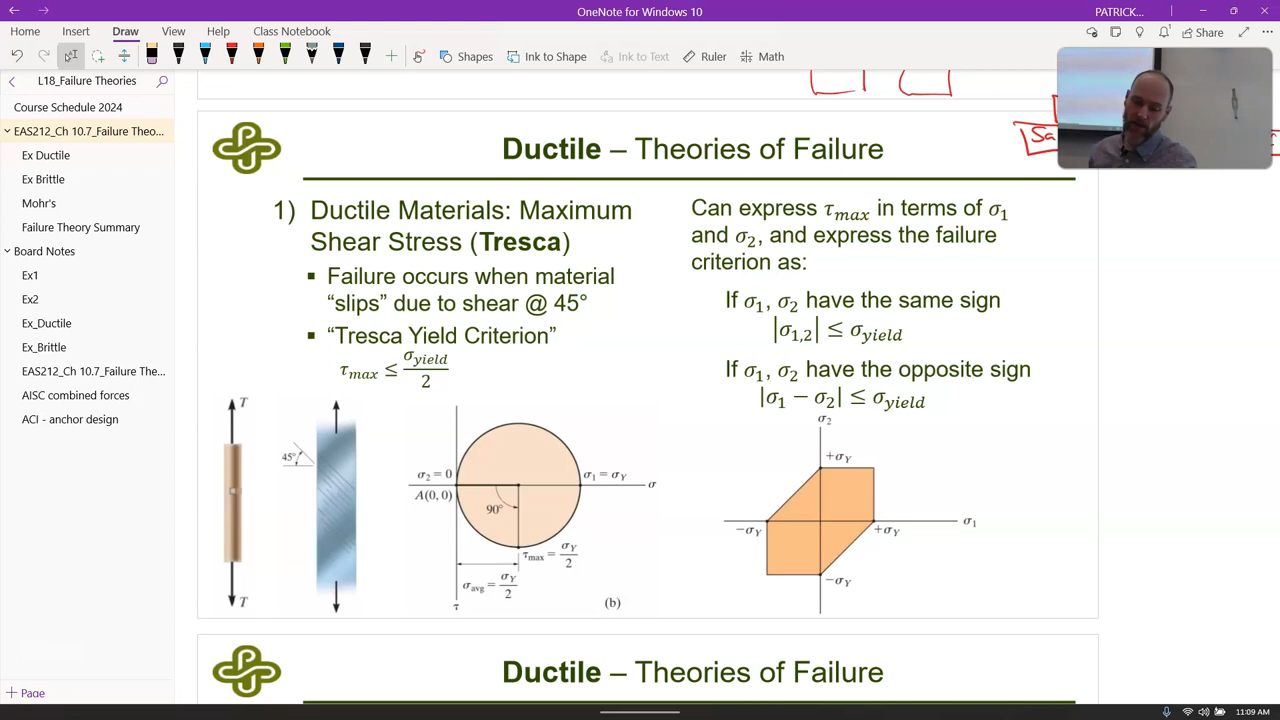 OneNote for Windows 10
PATRICK...
Home
Insert
Draw
View
Class Notebook
Share
Shapes
Ink to Shape
Ink to Text
Ruler
Math
L18_Failure Theories
Course Schedule 2024
EAS212_Ch 10.7_Failure Theo...
Ex Ductile
Ex Brittle
Mohr's
Failure Theory Summary
Board Notes
Ex1
Ex2
Ex_Ductile
Ex_Brittle
EAS212_Ch 10.7_Failure The...
AISC combined forces
ACI - anchor design
Page
Sa
Ductile – Theories of Failure
1) Ductile Materials: Maximum
Shear Stress (Tresca)
▪ Failure occurs when material
“slips” due to shear @ 45°
▪ “Tresca Yield Criterion”
τmax ≤ σyield/2
T
T
45°
σ2 = 0
A(0, 0)
σ1 = σY
σ
90°
τmax = σY/2
σavg = σY/2
τ
(b)
Can express τmax in terms of σ1
and σ2, and express the failure
criterion as:
If σ1, σ2 have the same sign
|σ1,2| ≤ σyield
If σ1, σ2 have the opposite sign
|σ1 − σ2| ≤ σyield
σ2
+σY
σ1
−σY
+σY
−σY
Ductile – Theories of Failure
11:09 AM